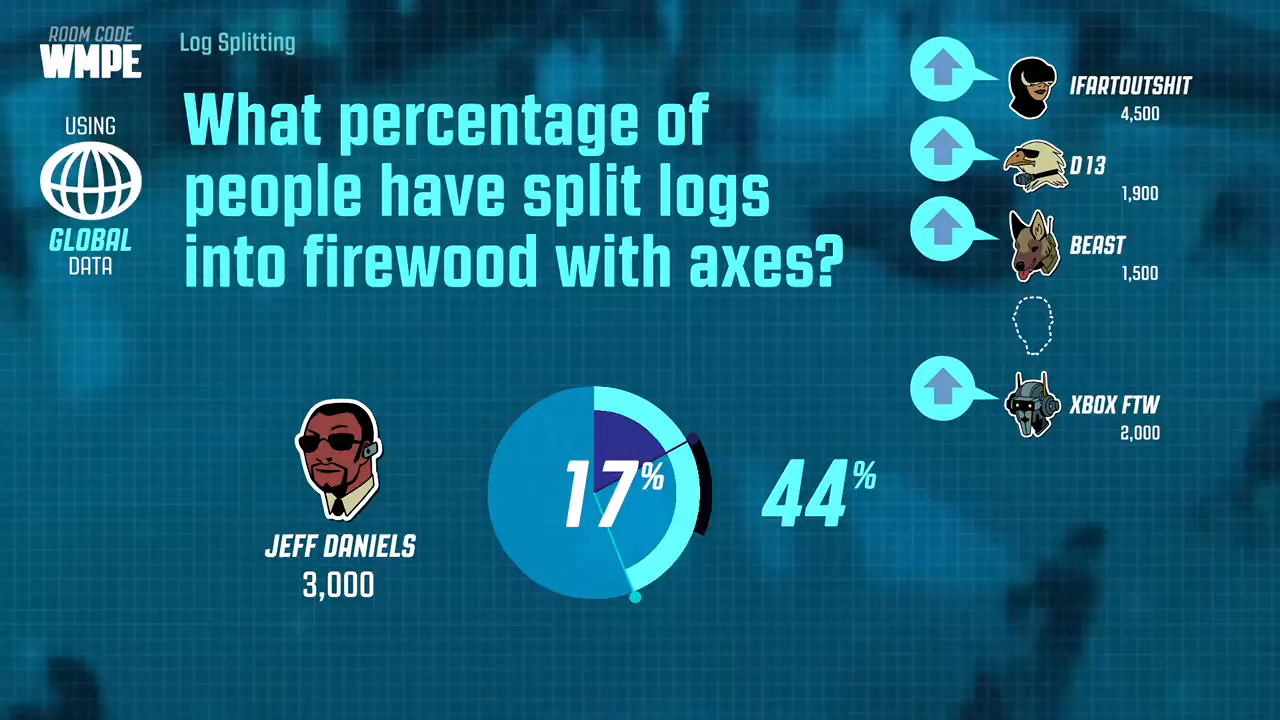 ROOM CODE
WMPE
USING
GLOBAL
DATA
Log Splitting
What percentage of
people have split logs
into firewood with axes?
JEFF DANIELS
3,000
17%
44%
IFARTOUTSHIT
4,500
D13
1,900
BEAST
1,500
XBOX FTW
2,000